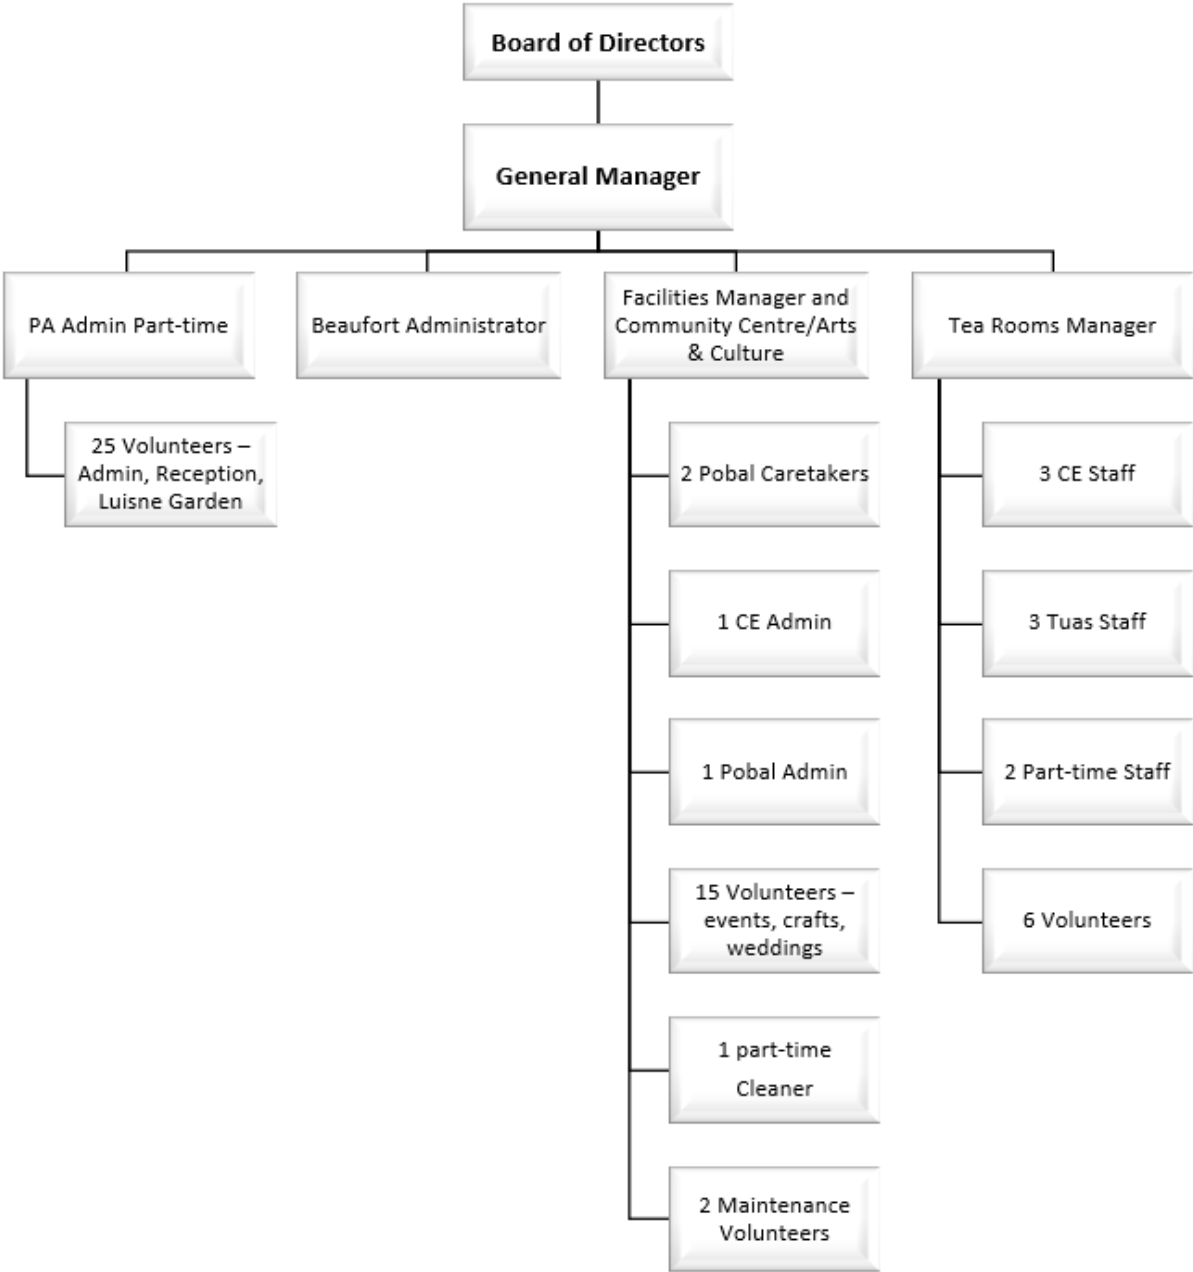 Board of Directors
General Manager
PA Admin Part-time
Beaufort Administrator
Facilities Manager and
Community Centre/Arts
& Culture
Tea Rooms Manager
25 Volunteers –
Admin, Reception,
Luisne Garden
2 Pobal Caretakers
1 CE Admin
1 Pobal Admin
15 Volunteers –
events, crafts,
weddings
1 part-time
Cleaner
2 Maintenance
Volunteers
3 CE Staff
3 Tuas Staff
2 Part-time Staff
6 Volunteers